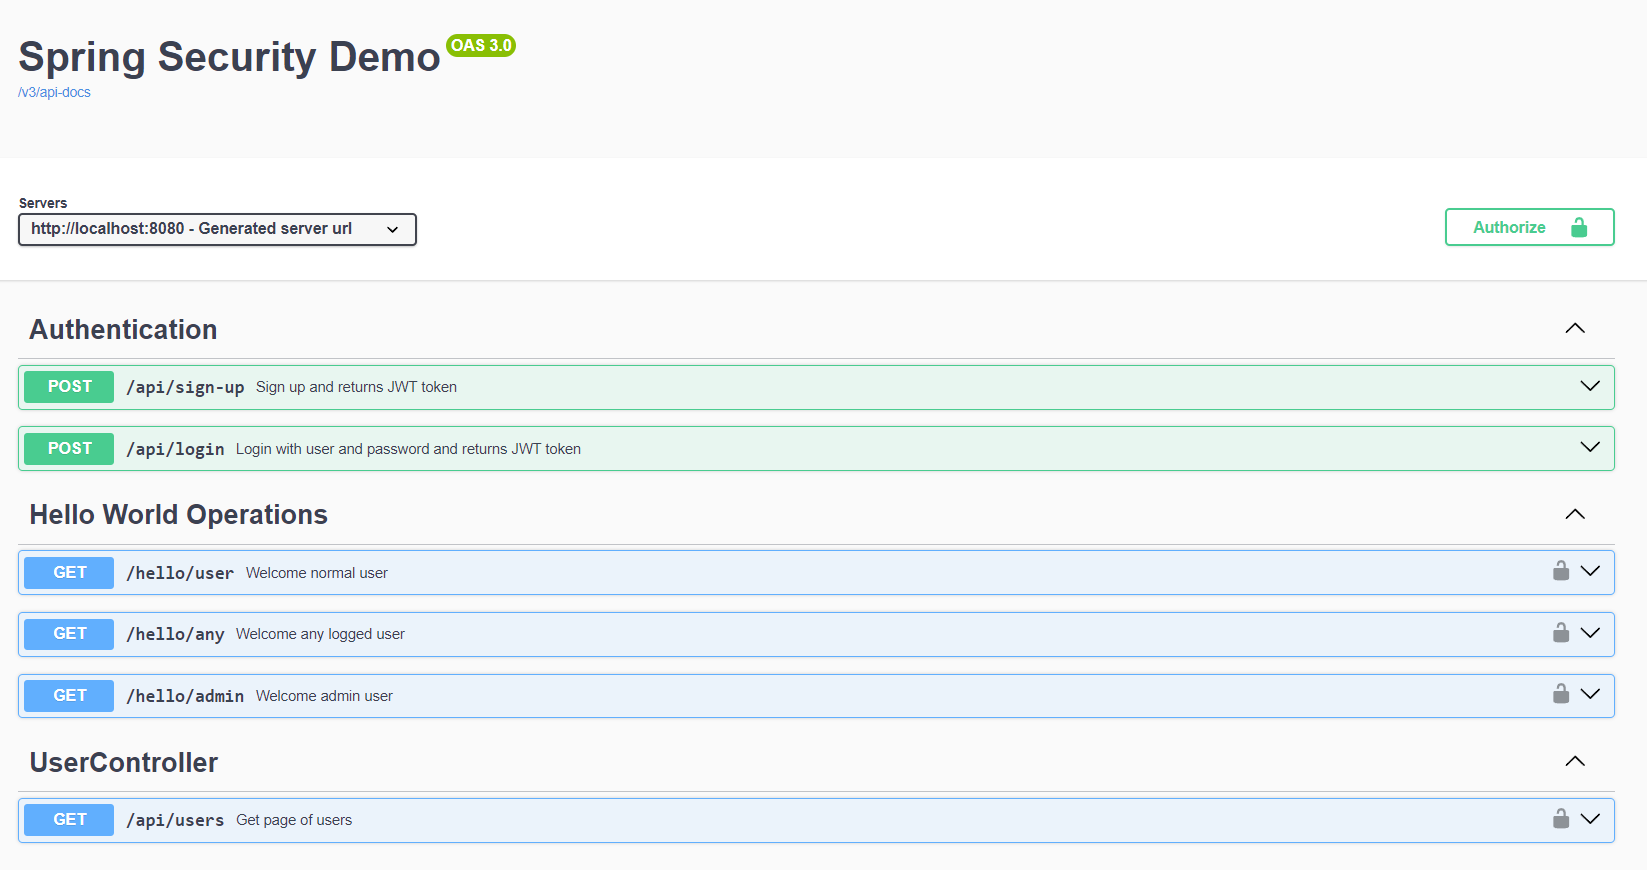 Spring Security Demo OAS 3.0
/v3/api-docs
Servers
http://localhost:8080 - Generated server url
Authorize
Authentication
POST /api/sign-up Sign up and returns JWT token
POST /api/login Login with user and password and returns JWT token
Hello World Operations
GET /hello/user Welcome normal user
GET /hello/any Welcome any logged user
GET /hello/admin Welcome admin user
UserController
GET /api/users Get page of users